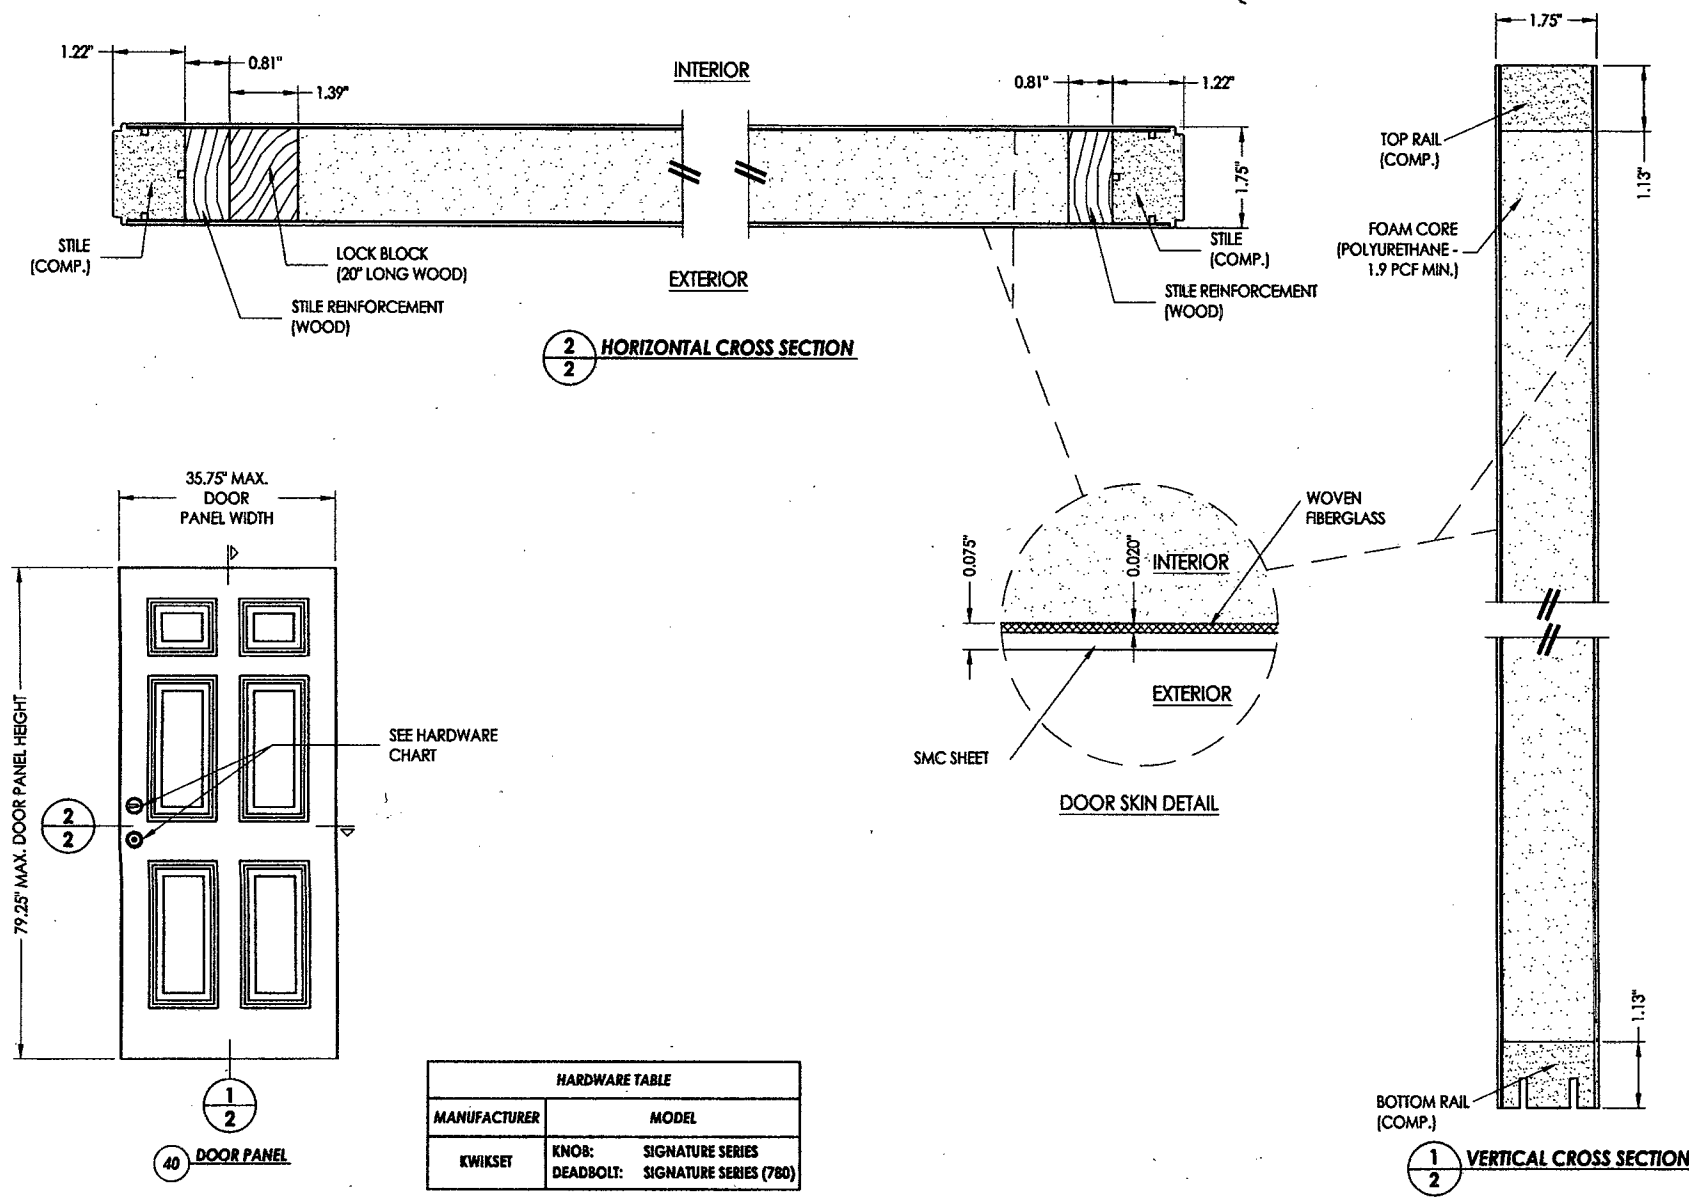 1.22"
0.81"
1.39"
INTERIOR
0.81"
1.22"
1.75"
STILE
(COMP.)
LOCK BLOCK
(20" LONG WOOD)
STILE REINFORCEMENT
(WOOD)
EXTERIOR
STILE
(COMP.)
STILE REINFORCEMENT
(WOOD)
2
2
HORIZONTAL CROSS SECTION
1.75"
TOP RAIL
(COMP.)
1.13"
FOAM CORE
(POLYURETHANE -
1.9 PCF MIN.)
35.75" MAX.
DOOR
PANEL WIDTH
79.25" MAX. DOOR PANEL HEIGHT
SEE HARDWARE
CHART
2
2
1
2
40
DOOR PANEL
WOVEN
FIBERGLASS
0.075"
0.020"
INTERIOR
EXTERIOR
SMC SHEET
DOOR SKIN DETAIL
HARDWARE TABLE
MANUFACTURER MODEL
KWIKSET
KNOB: SIGNATURE SERIES
DEADBOLT: SIGNATURE SERIES (780)
1.13"
BOTTOM RAIL
(COMP.)
1
2
VERTICAL CROSS SECTION